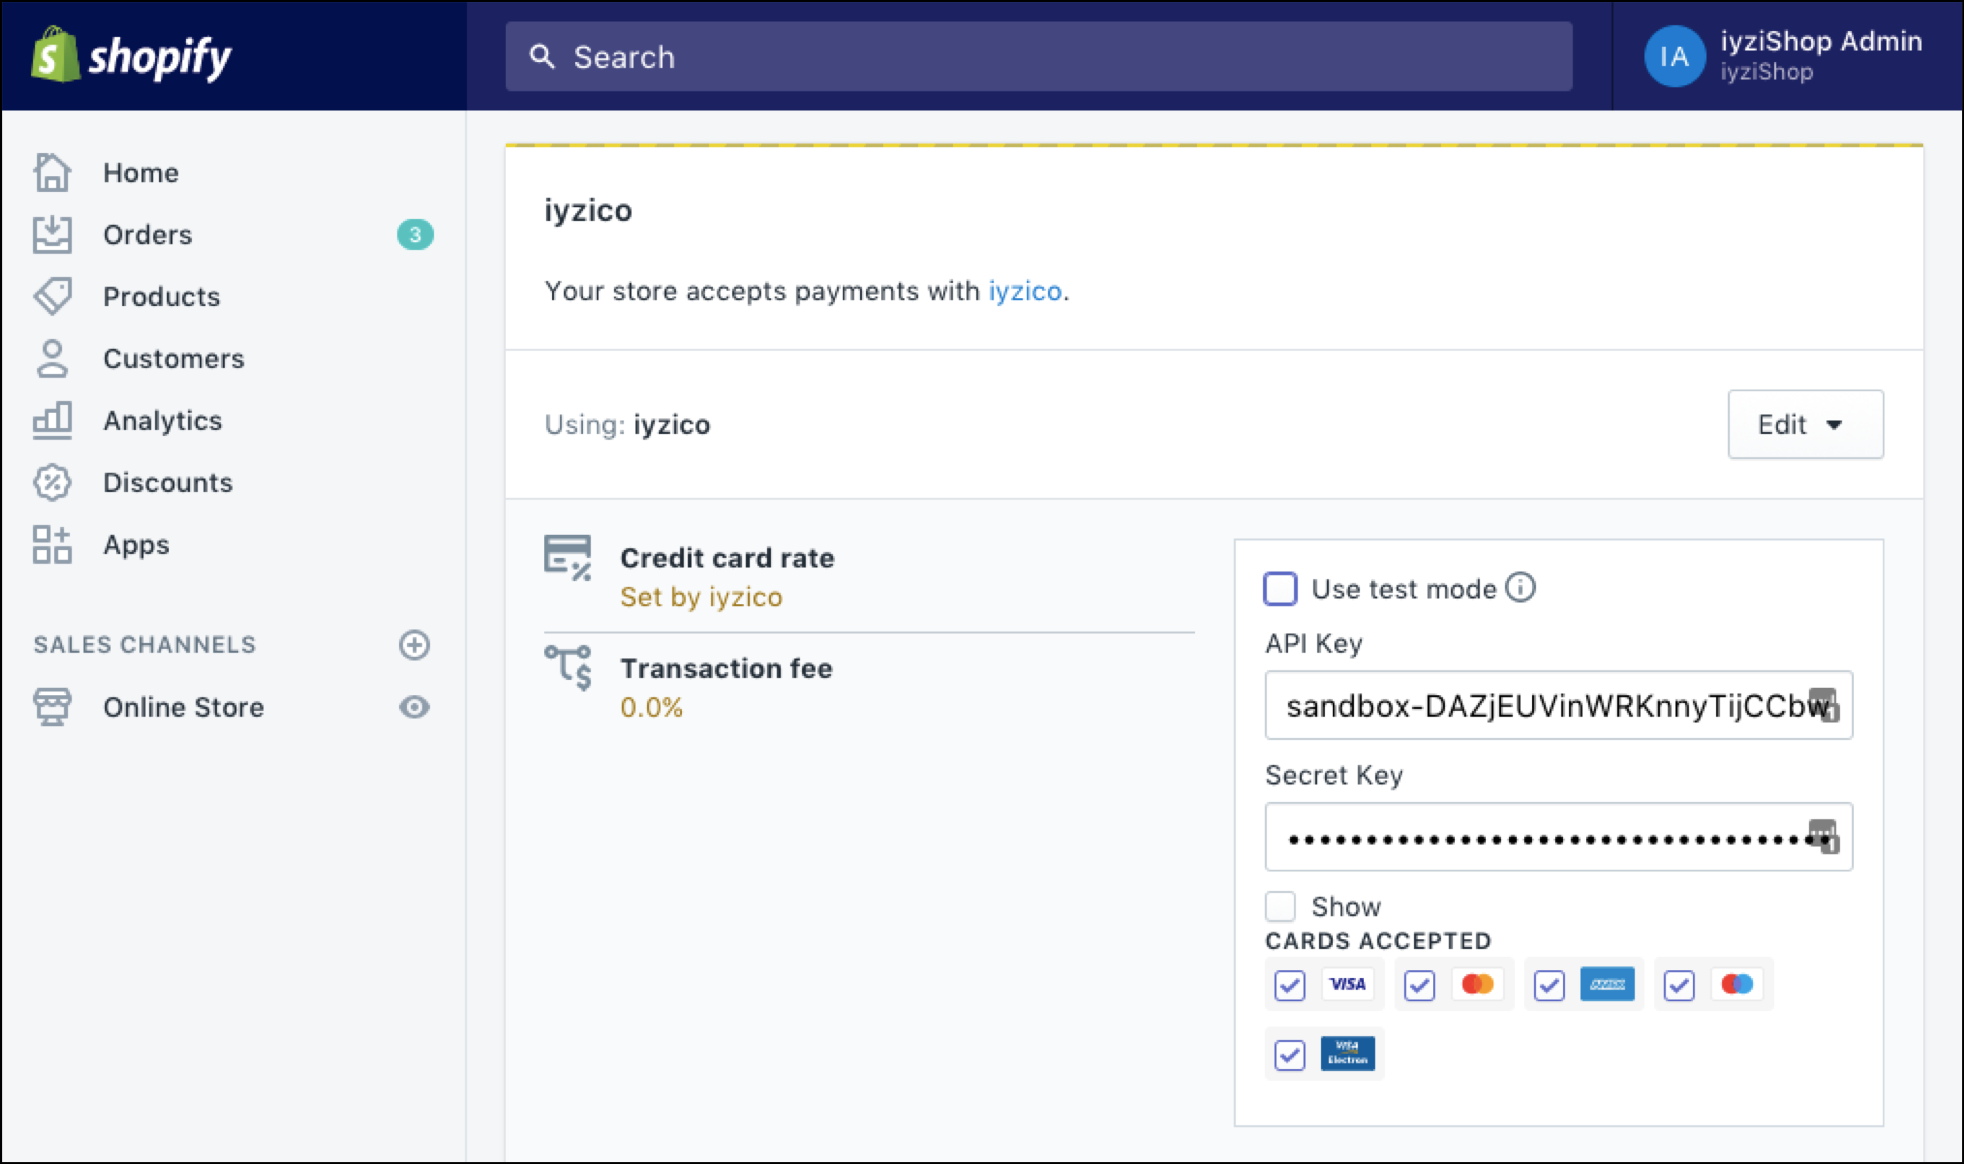 shopify
Search
IA
iyziShop Admin
iyziShop
Home
Orders
3
Products
Customers
Analytics
Discounts
Apps
SALES CHANNELS
Online Store
iyzico
Your store accepts payments with iyzico.
Using: iyzico
Edit
Credit card rate
Set by iyzico
Transaction fee
0.0%
Use test mode
API Key
sandbox-DAZjEUVinWRKnnyTijCCbw
Secret Key
Show
CARDS ACCEPTED
VISA
AMEX
VISA
Electron